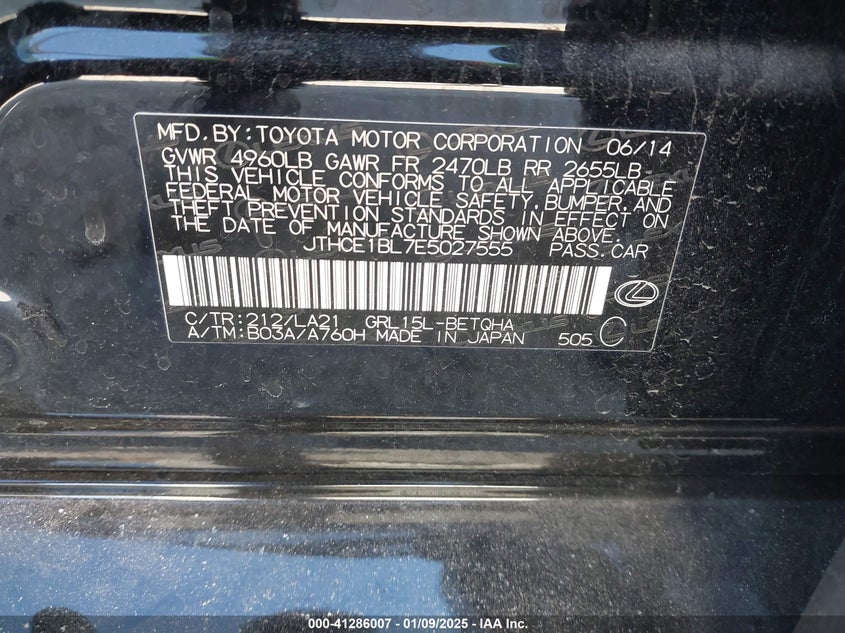 MFD. BY: TOYOTA MOTOR CORPORATION 06/14
GVWR 4960LB GAWR FR 2470LB RR 2655LB
THIS VEHICLE CONFORMS TO ALL APPLICABLE
FEDERAL MOTOR VEHICLE SAFETY, BUMPER, AND
THEFT PREVENTION STANDARDS IN EFFECT ON
THE DATE OF MANUFACTURE SHOWN ABOVE.
JTHCE1BL7E5027555 PASS. CAR
C/TR: 212/LA21 GRL15L-BETQHA
A/TM: B03A/A760H MADE IN JAPAN 505 C
000-41286007 - 01/09/2025 - IAA Inc.